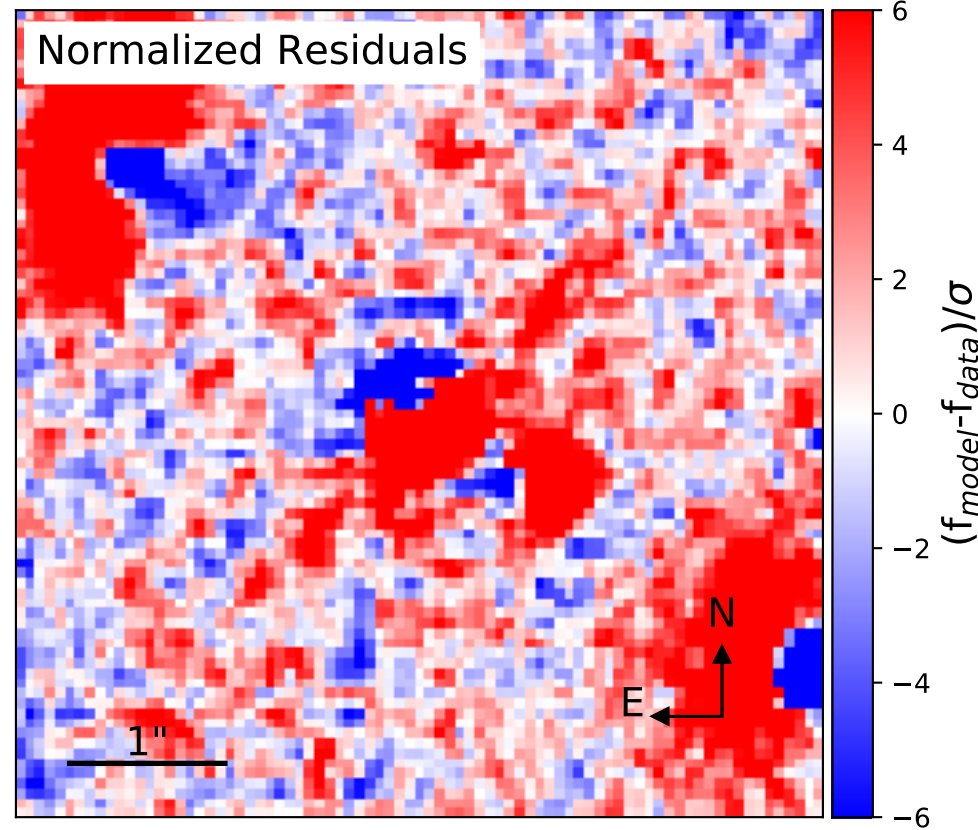 Normalized Residuals
6
4
2
0
−2
−4
−6
(f_model-f_data)/σ
N
E
1"